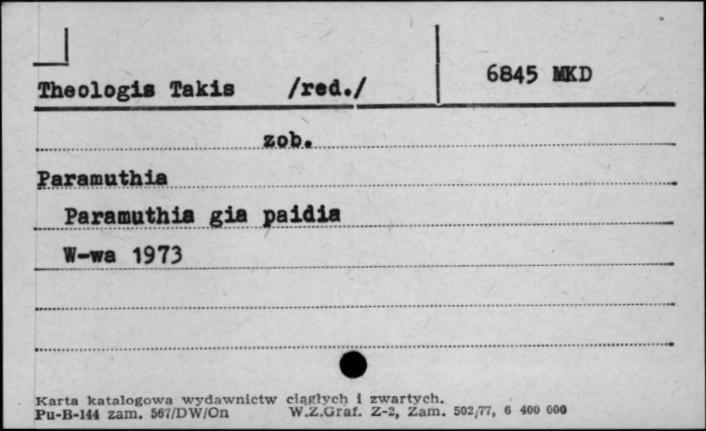 Theologis Takis /red./ 6845 MKD
zob.
Paramuthia
Paramuthia gia paidia
W-wa 1973
Karta katalogowa wydawnictw ciągłych i zwartych.
Pu-B-144 zam. 567/DW/On W.Z.Graf. Z-2, Zam. 502/77, 6 400 000